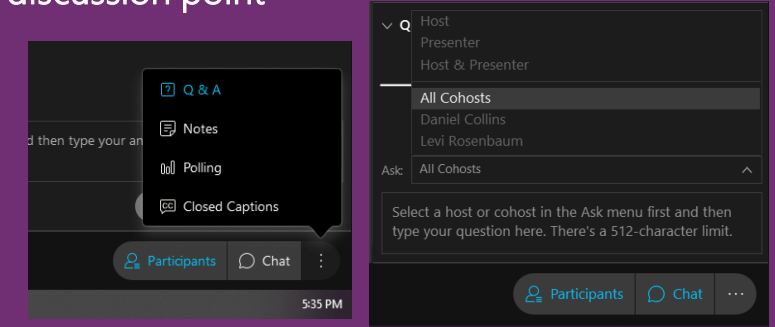 discussion point
Q & A
Notes
Polling
Closed Captions
d then type your an
Participants
Chat
5:35 PM
Q
Host
Presenter
Host & Presenter
All Cohosts
Daniel Collins
Levi Rosenbaum
Ask: All Cohosts
Select a host or cohost in the Ask menu first and then
type your question here. There's a 512-character limit.
Participants
Chat